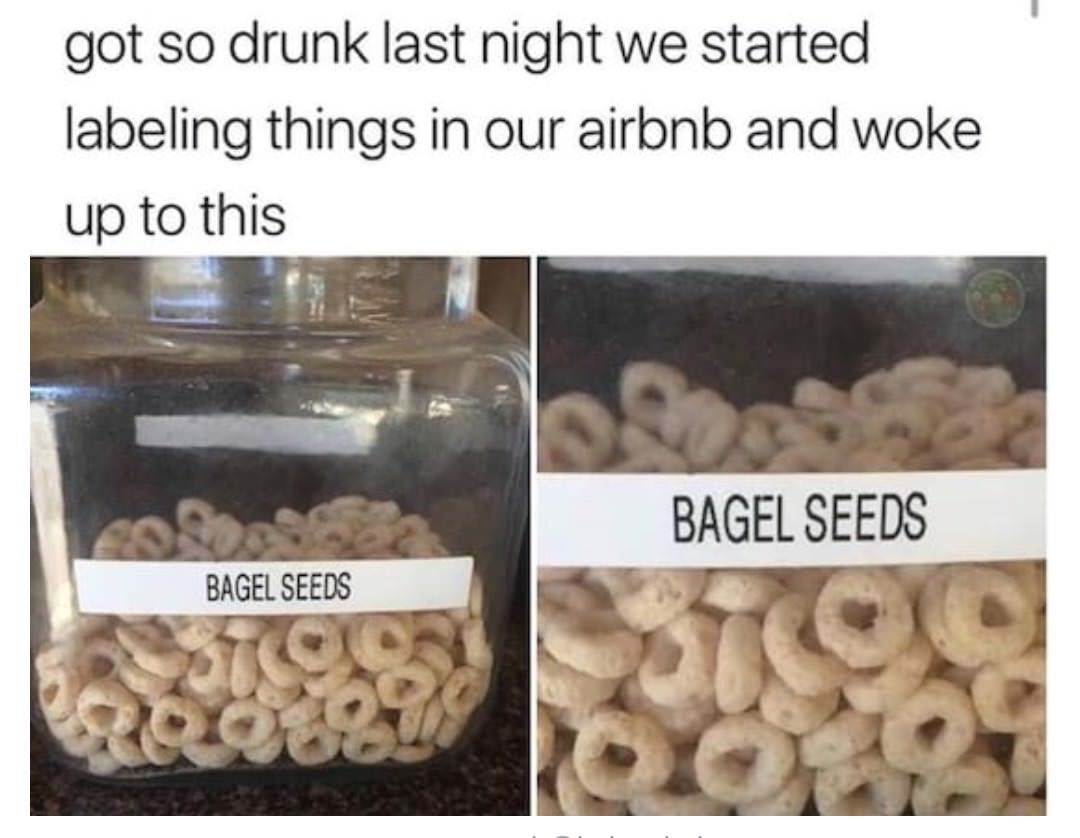 got so drunk last night we started
labeling things in our airbnb and woke
up to this
BAGEL SEEDS
BAGEL SEEDS